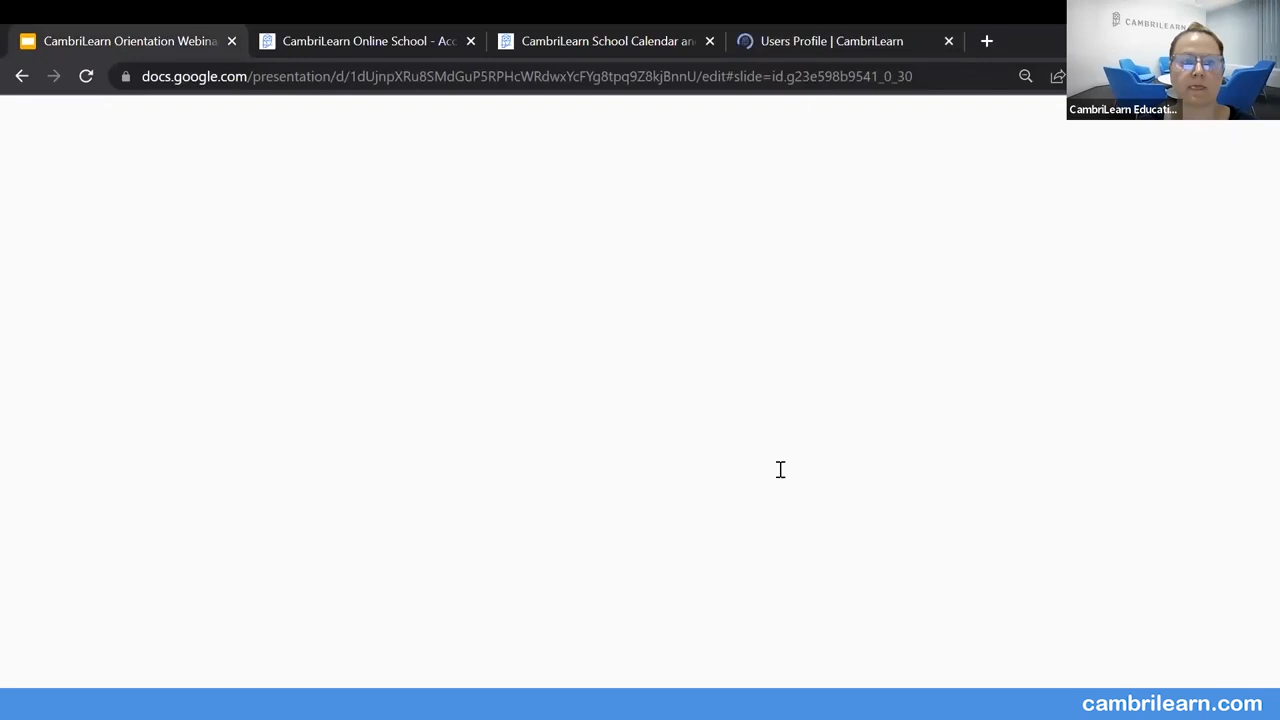 CambriLearn Orientation Webina
CambriLearn Online School - Acc
CambriLearn School Calendar an
Users Profile | CambriLearn
docs.google.com/presentation/d/1dUjnpXRu8SMdGuP5RPHcWRdwxYcFYg8tpq9Z8kjBnnU/edit#slide=id.g23e598b9541_0_30
CAMBRILEARN
CambriLearn Educati...
cambrilearn.com